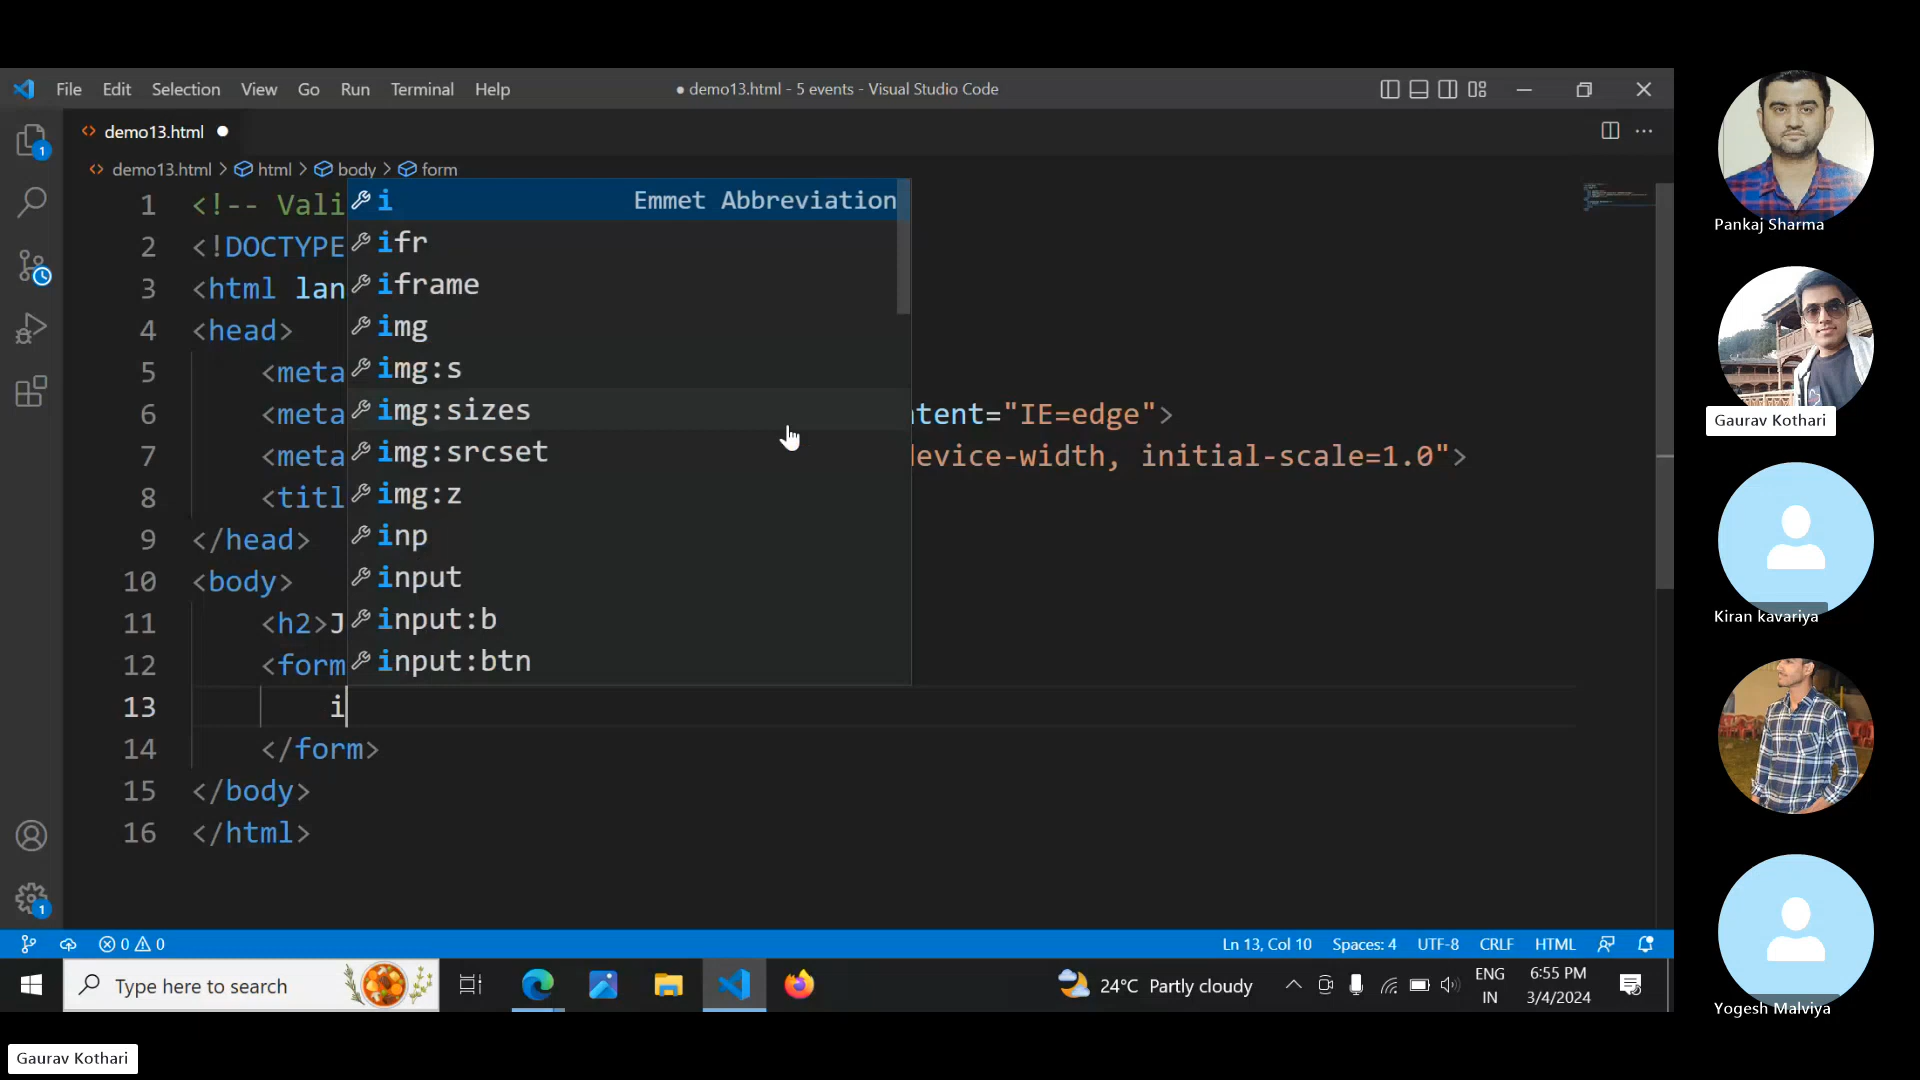 File Edit Selection View Go Run Terminal Help
● demo13.html - 5 events - Visual Studio Code
demo13.html
demo13.html > html > body > form
1 <!-- Vali
2 <!DOCTYPE
3 <html lan
4 <head>
5 <meta
6 <meta
tent="IE=edge">
7 <meta
device-width, initial-scale=1.0">
8 <titl
9 </head>
10 <body>
11 <h2>J
12 <form
13 i
14 </form>
15 </body>
16 </html>
i Emmet Abbreviation
ifr
iframe
img
img:s
img:sizes
img:srcset
img:z
inp
input
input:b
input:btn
1
1
0 0
Ln 13, Col 10 Spaces: 4 UTF-8 CRLF HTML
Type here to search
24°C Partly cloudy
ENG
IN
6:55 PM
3/4/2024
Pankaj Sharma
Gaurav Kothari
Kiran kavariya
Yogesh Malviya
Gaurav Kothari